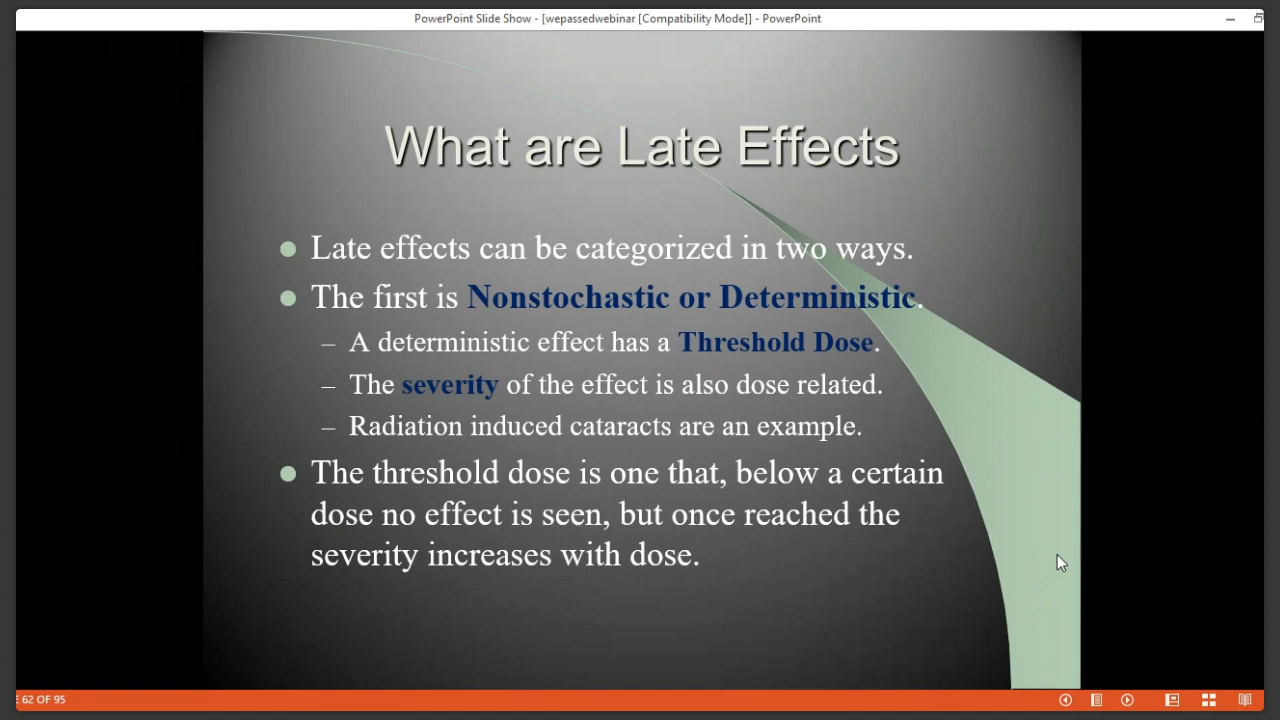 PowerPoint Slide Show - [wepassedwebinar [Compatibility Mode]] - PowerPoint
What are Late Effects
Late effects can be categorized in two ways.
The first is Nonstochastic or Deterministic.
– A deterministic effect has a Threshold Dose.
– The severity of the effect is also dose related.
– Radiation induced cataracts are an example.
The threshold dose is one that, below a certain
dose no effect is seen, but once reached the
severity increases with dose.
E 62 OF 95